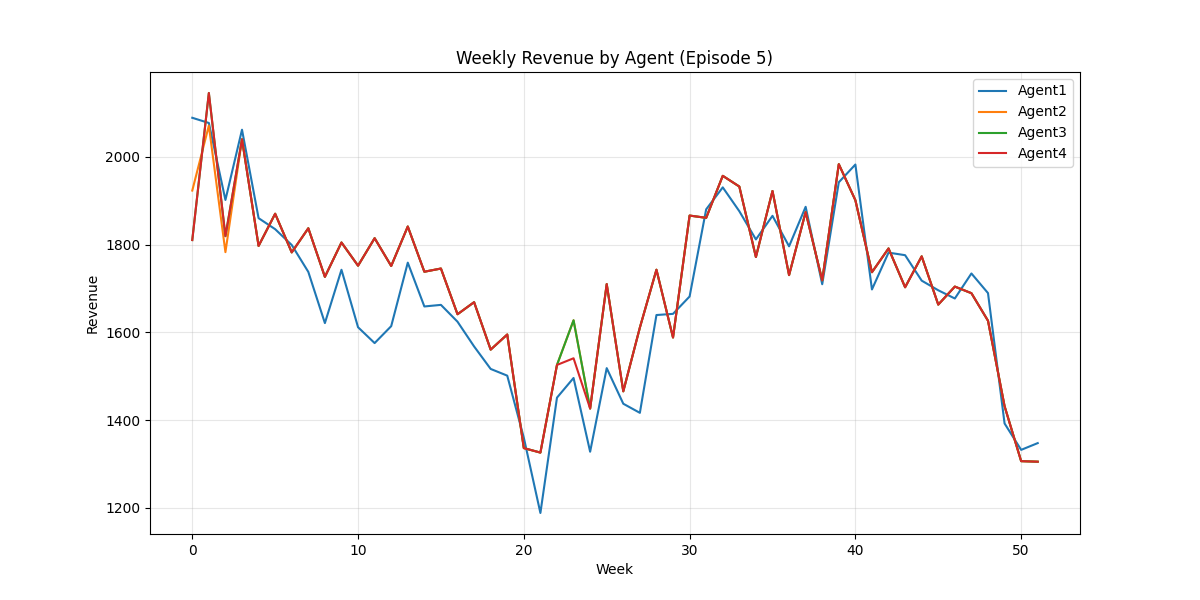 Weekly Revenue by Agent (Episode 5)
Agent1
Agent2
Agent3
Agent4
Revenue
2000
1800
1600
1400
1200
0 10 20 30 40 50
Week